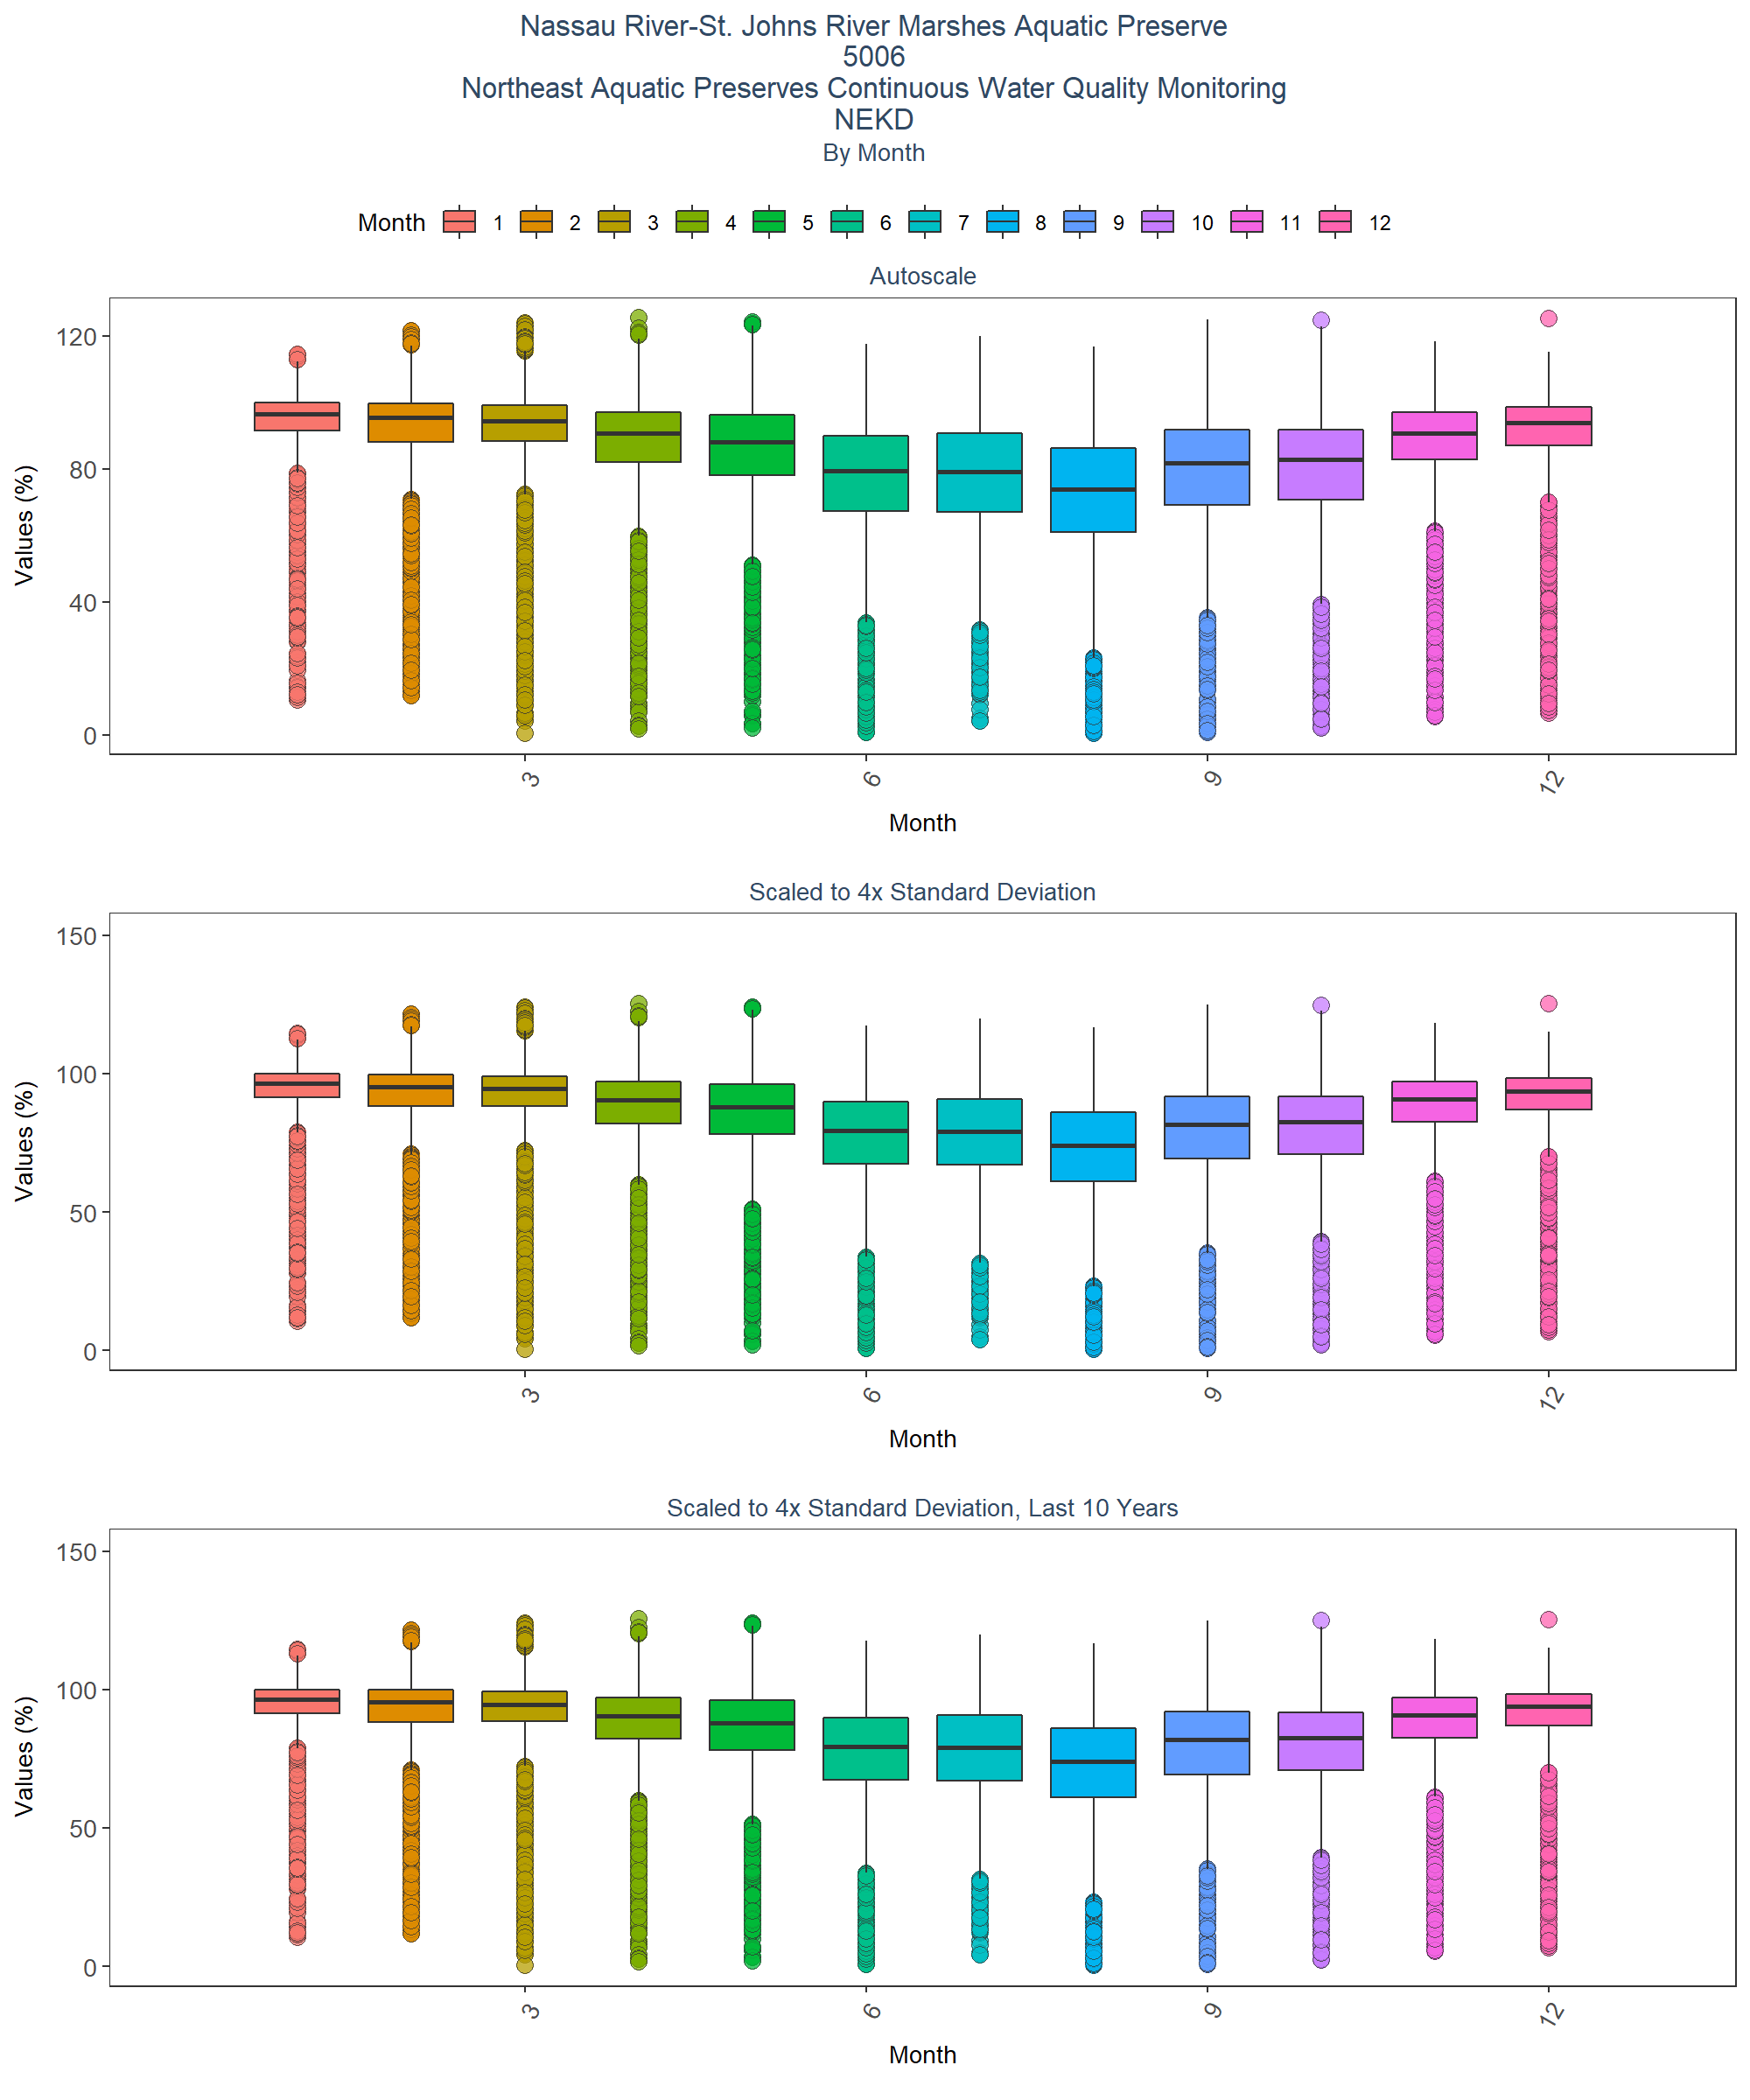 Nassau River-St. Johns River Marshes Aquatic Preserve
5006
Northeast Aquatic Preserves Continuous Water Quality Monitoring
NEKD
By Month
Month 1 2 3 4 5 6 7 8 9 10 11 12
Autoscale
Values (%)
120
80
40
0
3 6 9 12
Month
Scaled to 4x Standard Deviation
Values (%)
150
100
50
0
3 6 9 12
Month
Scaled to 4x Standard Deviation, Last 10 Years
Values (%)
150
100
50
0
3 6 9 12
Month